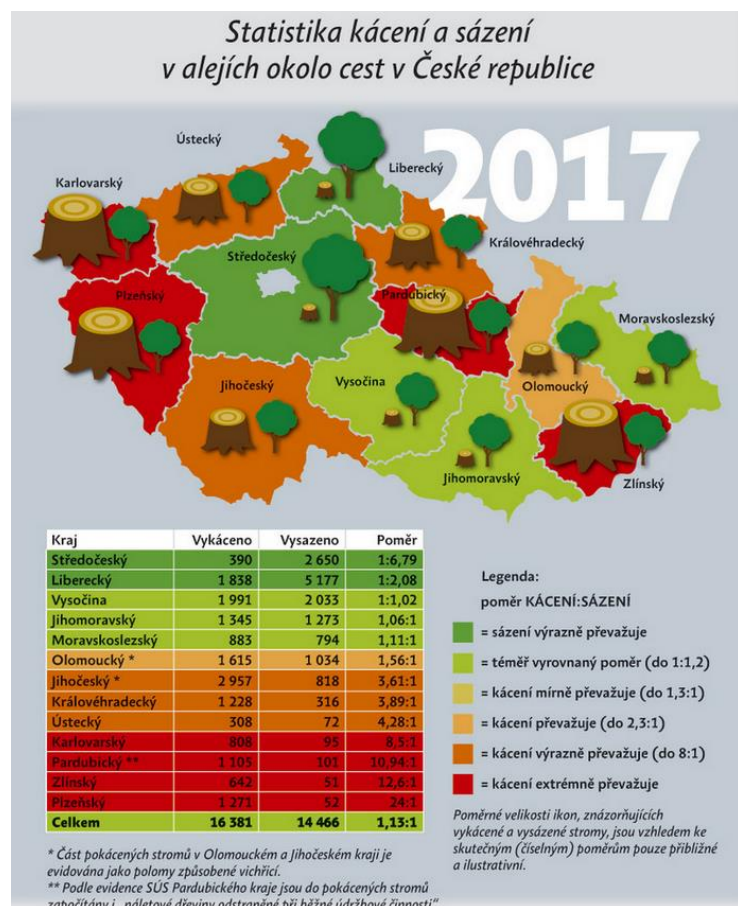 Statistika kácení a sázení
v alejích okolo cest v České republice
2017
Ústecký
Liberecký
Karlovarský
Královéhradecký
Středočeský
Plzeňský
Pardubický
Moravskoslezský
Jihočeský
Vysočina
Olomoucký
Jihomoravský
Zlínský
Kraj Vykáceno Vysazeno Poměr
Středočeský 390 2 650 1:6,79
Liberecký 1 838 5 177 1:2,08
Vysočina 1 991 2 033 1:1,02
Jihomoravský 1 345 1 273 1,06:1
Moravskoslezský 883 794 1,11:1
Olomoucký * 1 615 1 034 1,56:1
Jihočeský * 2 957 818 3,61:1
Královéhradecký 1 228 316 3,89:1
Ústecký 308 72 4,28:1
Karlovarský 808 95 8,5:1
Pardubický ** 1 105 101 10,94:1
Zlínský 642 51 12,6:1
Plzeňský 1 271 52 24:1
Celkem 16 381 14 466 1,13:1
Legenda:
poměr KÁCENÍ:SÁZENÍ
= sázení výrazně převažuje
= téměř vyrovnaný poměr (do 1:1,2)
= kácení mírně převažuje (do 1,3:1)
= kácení převažuje (do 2,3:1)
= kácení výrazně převažuje (do 8:1)
= kácení extrémně převažuje
Poměrné velikosti ikon, znázorňujících
vykácené a vysázené stromy, jsou vzhledem ke
skutečným (číselným) poměrům pouze přibližné
a ilustrativní.
* Část pokácených stromů v Olomouckém a Jihočeském kraji je
evidována jako polomy způsobené vichřicí.
** Podle evidence SÚS Pardubického kraje jsou do pokácených stromů
započítány i „náletové dřeviny odstraněné při běžné údržbové činnosti“